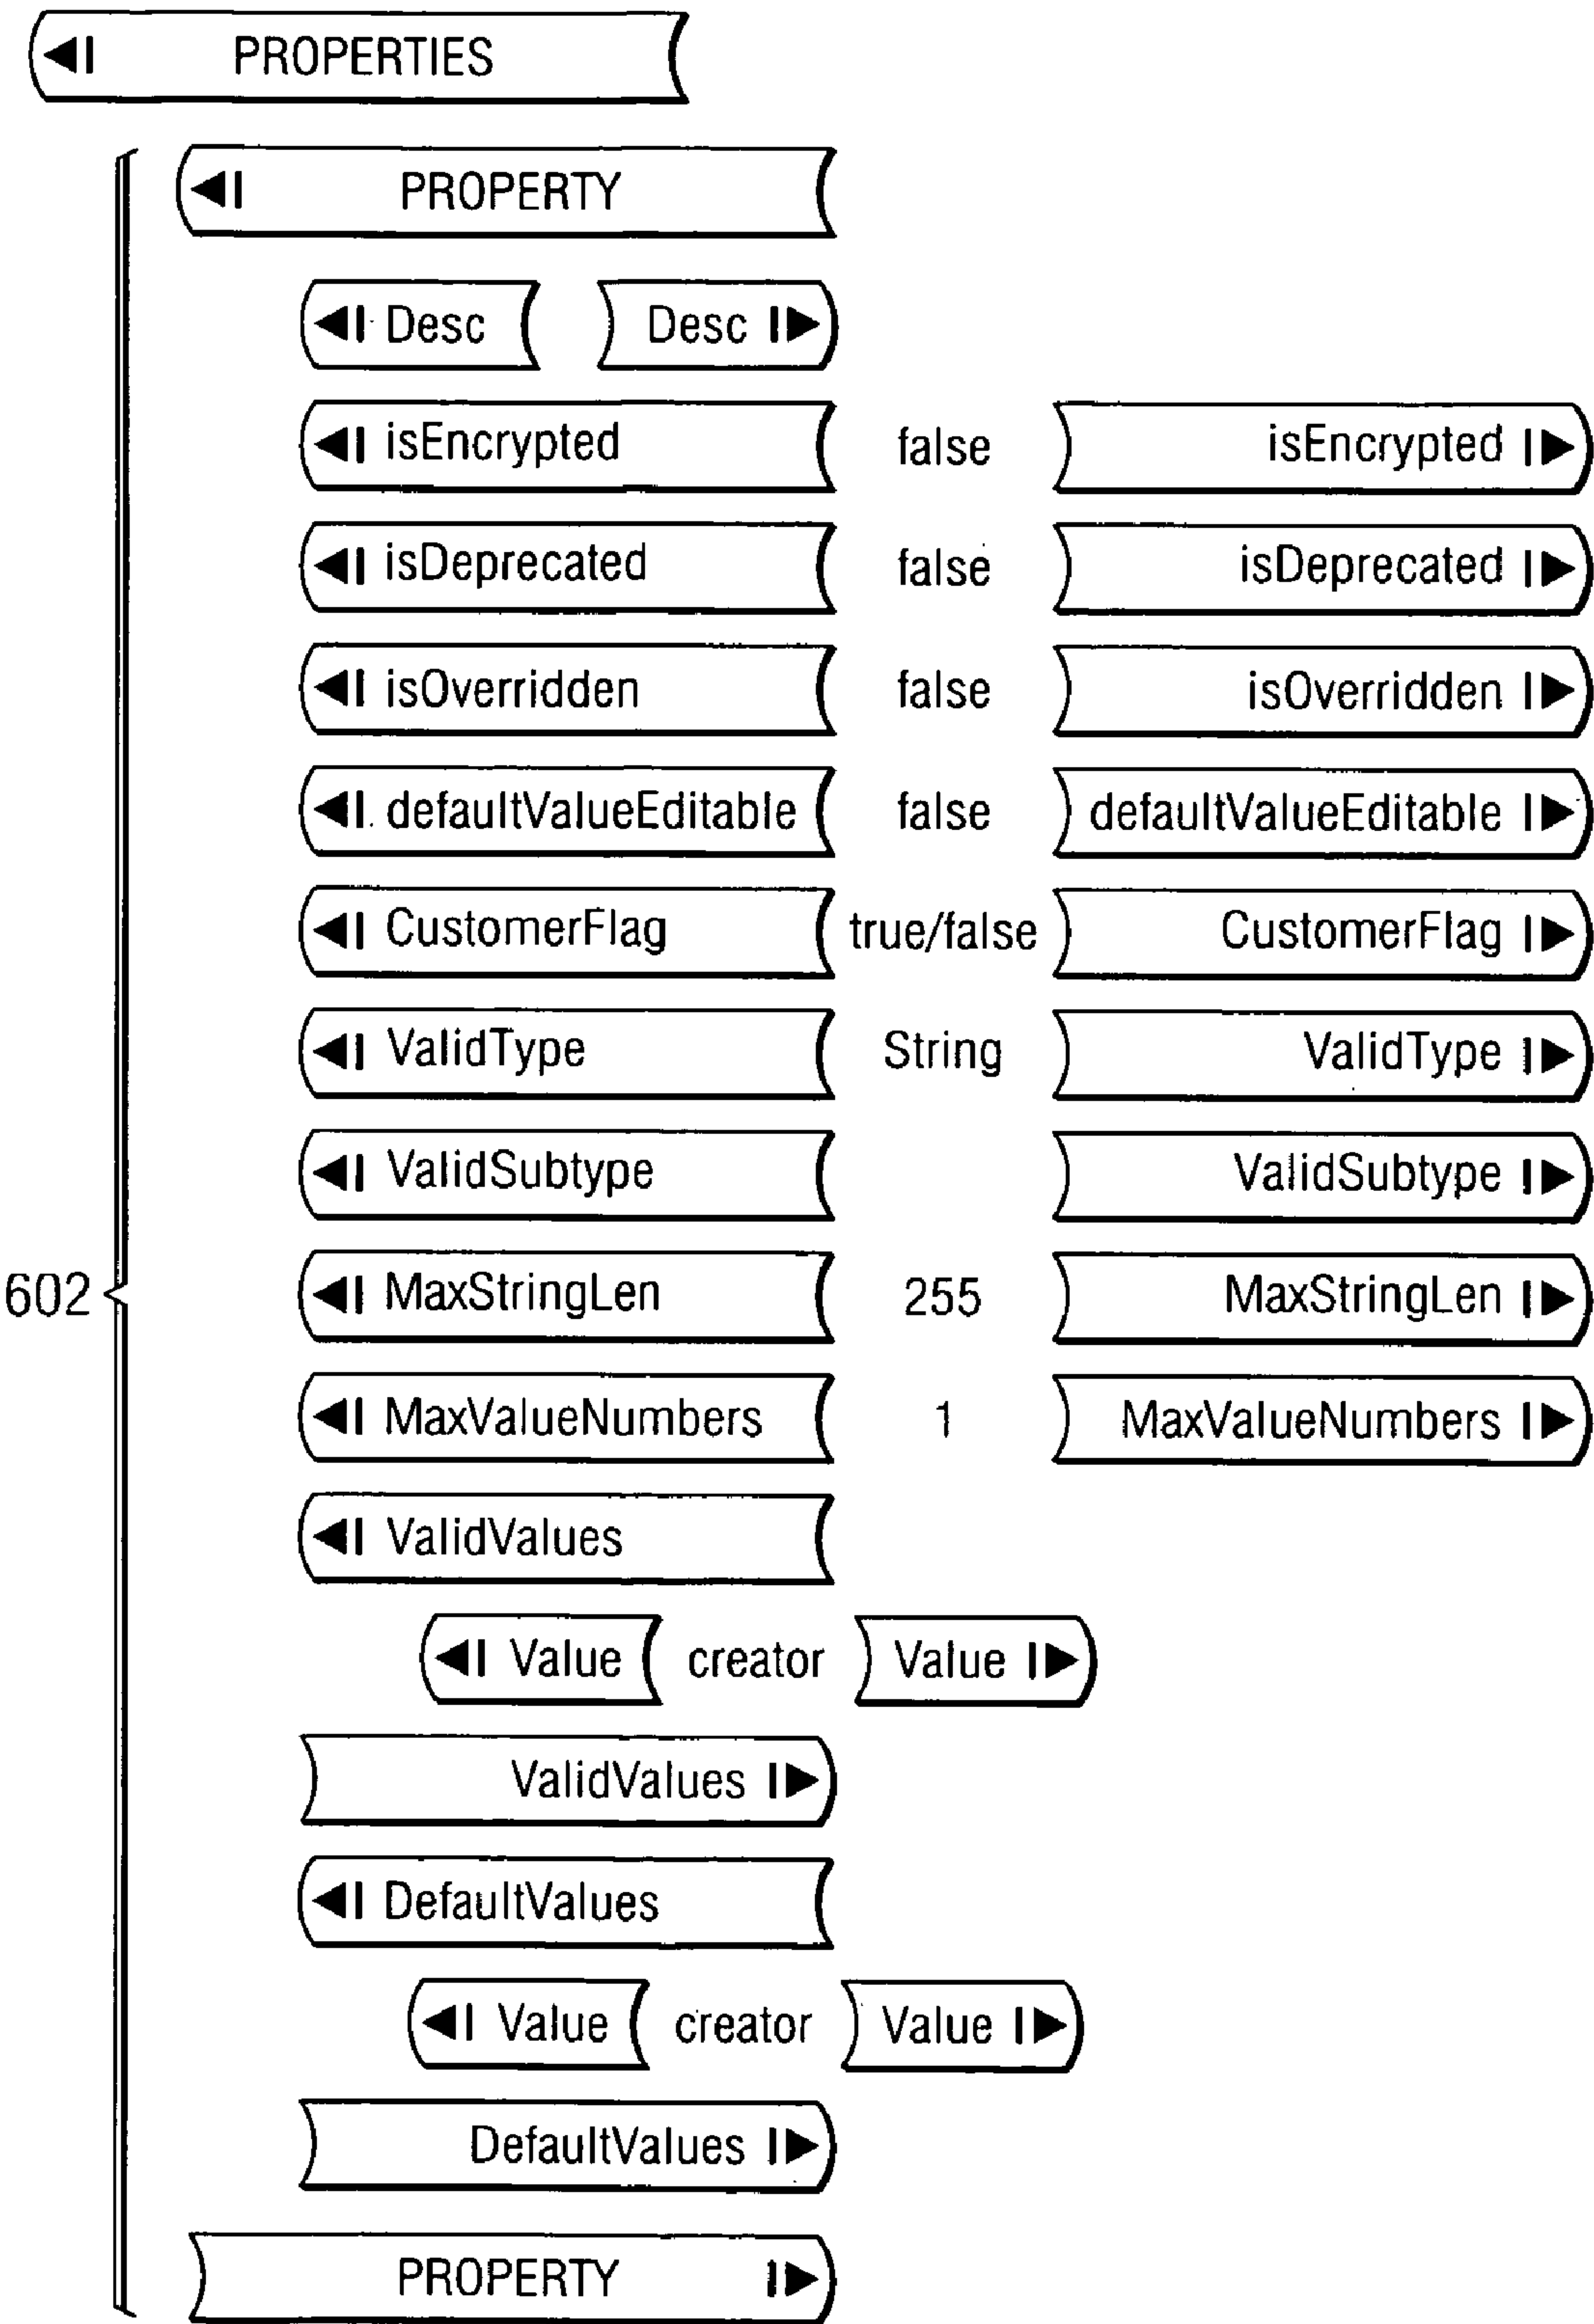 PROPERTIES
PROPERTY
Desc Desc
isEncrypted false isEncrypted
isDeprecated false isDeprecated
isOverridden false isOverridden
defaultValueEditable false defaultValueEditable
CustomerFlag true/false CustomerFlag
ValidType String ValidType
ValidSubtype ValidSubtype
602 MaxStringLen 255 MaxStringLen
MaxValueNumbers 1 MaxValueNumbers
ValidValues
Value creator Value
ValidValues
DefaultValues
Value creator Value
DefaultValues
PROPERTY